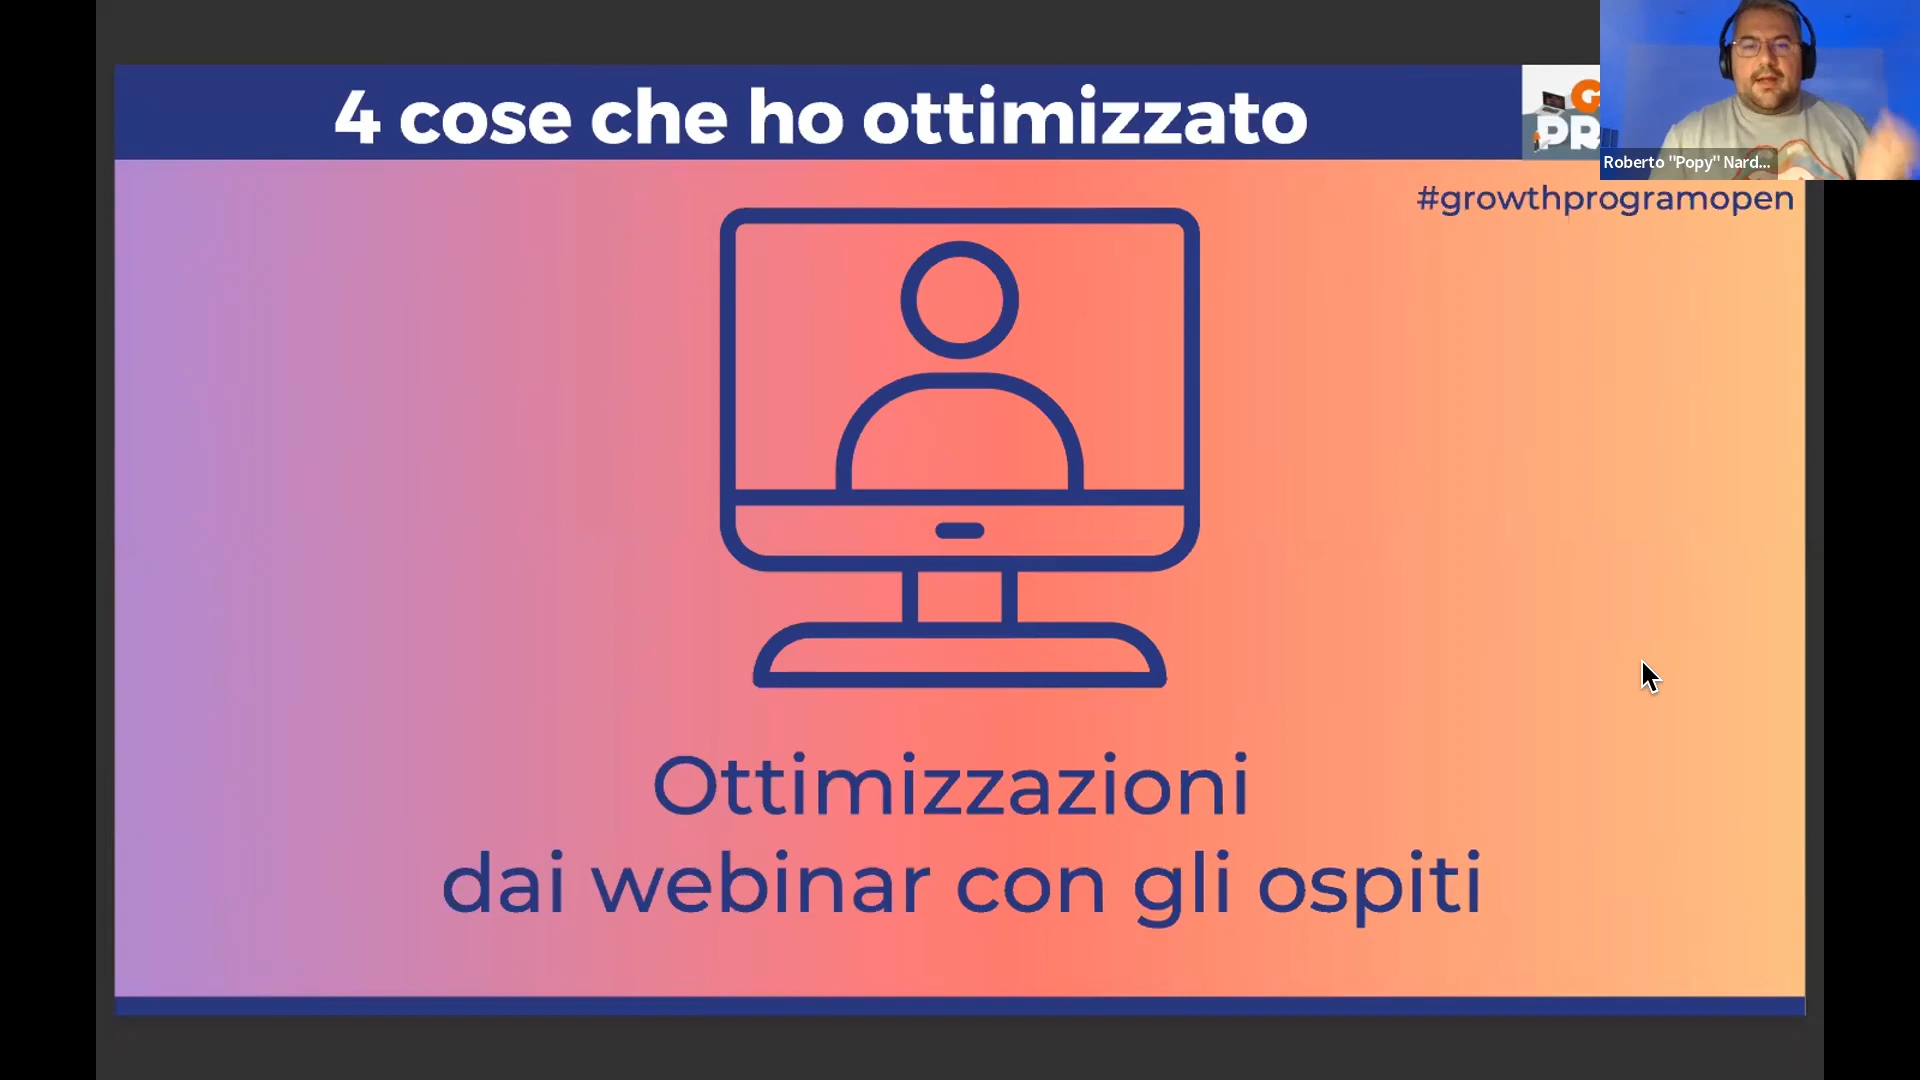 4 cose che ho ottimizzato
Roberto "Popy" Nard...
#growthprogramopen
Ottimizzazioni
dai webinar con gli ospiti